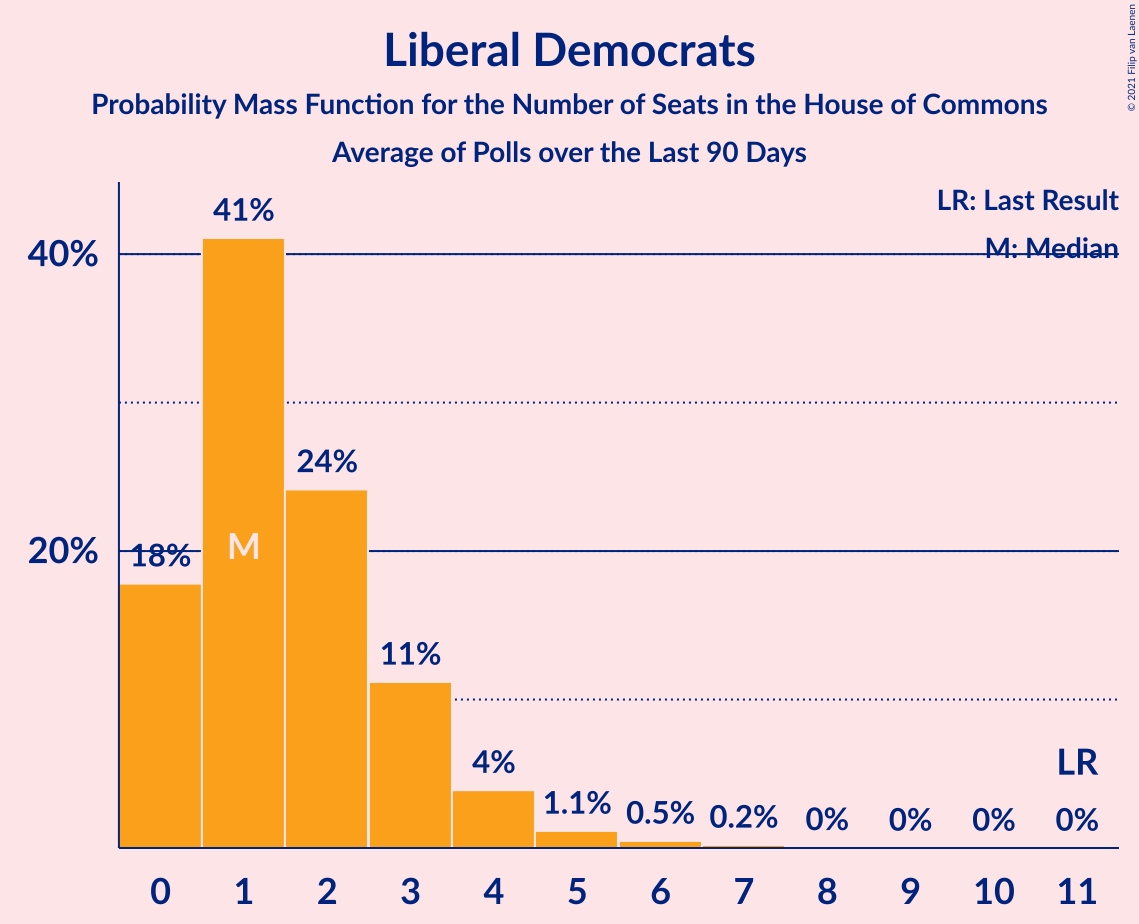 Liberal Democrats
Probability Mass Function for the Number of Seats in the House of Commons
Average of Polls over the Last 90 Days
© 2021 Filip van Laenen
LR: Last Result
M: Median
41%
40%
24%
20%
18%
M
11%
4%
1.1%
0.5%
0.2%
0%
0%
0%
LR
0%
0 1 2 3 4 5 6 7 8 9 10 11